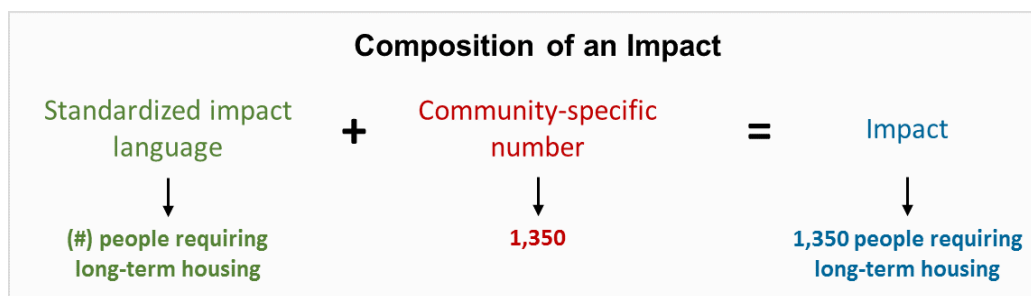 Composition of an Impact
Standardized impact
language
+
Community-specific
number
=
Impact
(#) people requiring
long-term housing
1,350
1,350 people requiring
long-term housing